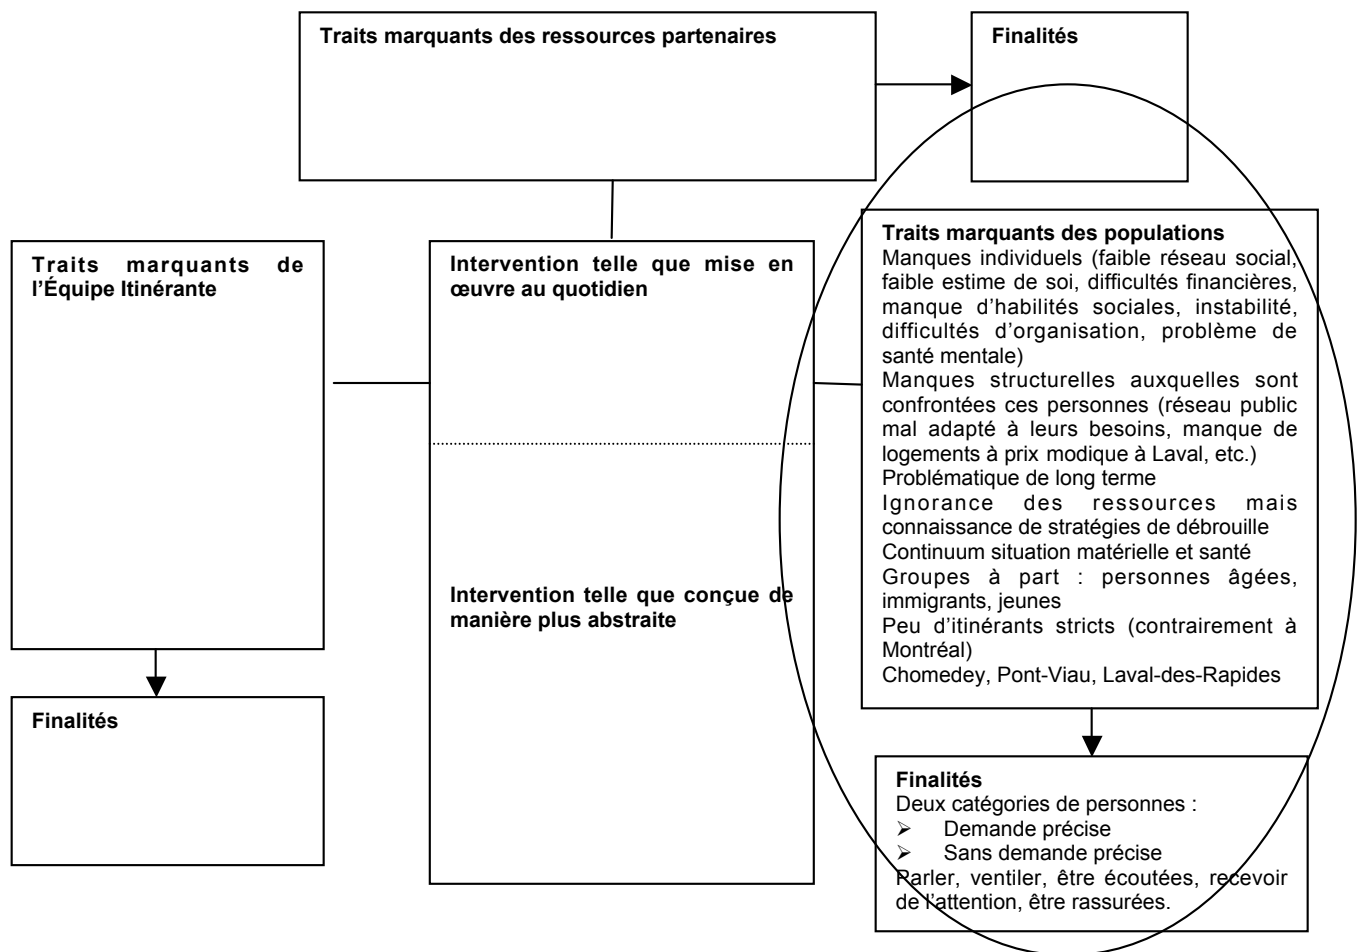 Traits marquants des ressources partenaires
Finalités
Traits marquants de
l’Équipe Itinérante
Finalités
Intervention telle que mise en
œuvre au quotidien
Intervention telle que conçue de
manière plus abstraite
Traits marquants des populations
Manques individuels (faible réseau social,
faible estime de soi, difficultés financières,
manque d’habilités sociales, instabilité,
difficultés d’organisation, problème de
santé mentale)
Manques structurelles auxquelles sont
confrontées ces personnes (réseau public
mal adapté à leurs besoins, manque de
logements à prix modique à Laval, etc.)
Problématique de long terme
Ignorance des ressources mais
connaissance de stratégies de débrouille
Continuum situation matérielle et santé
Groupes à part : personnes âgées,
immigrants, jeunes
Peu d’itinérants stricts (contrairement à
Montréal)
Chomedey, Pont-Viau, Laval-des-Rapides
Finalités
Deux catégories de personnes :
➢ Demande précise
➢ Sans demande précise
Parler, ventiler, être écoutées, recevoir
de l’attention, être rassurées.